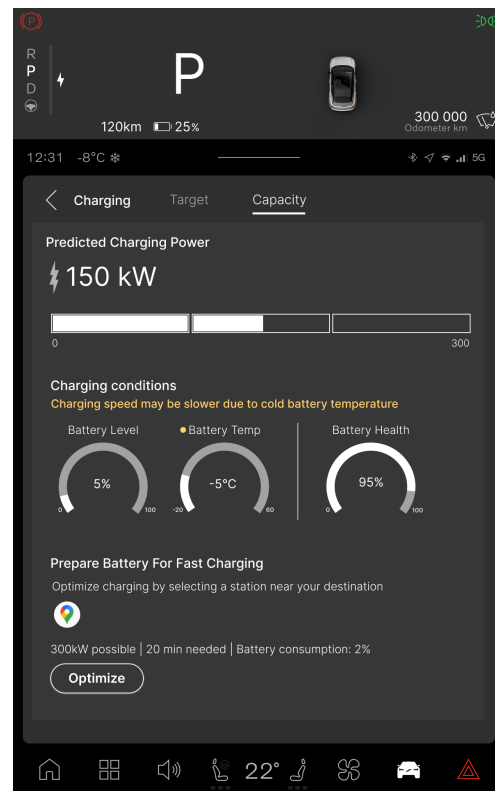 P
R
P
D
P
120km 25%
300 000
Odometer km
12:31 -8°C 5G
Charging Target Capacity
Predicted Charging Power
150 kW
0 300
Charging conditions
Charging speed may be slower due to cold battery temperature
Battery Level Battery Temp Battery Health
5% -5°C 95%
0 100 -20 60 0 100
Prepare Battery For Fast Charging
Optimize charging by selecting a station near your destination
300kW possible | 20 min needed | Battery consumption: 2%
Optimize
22°